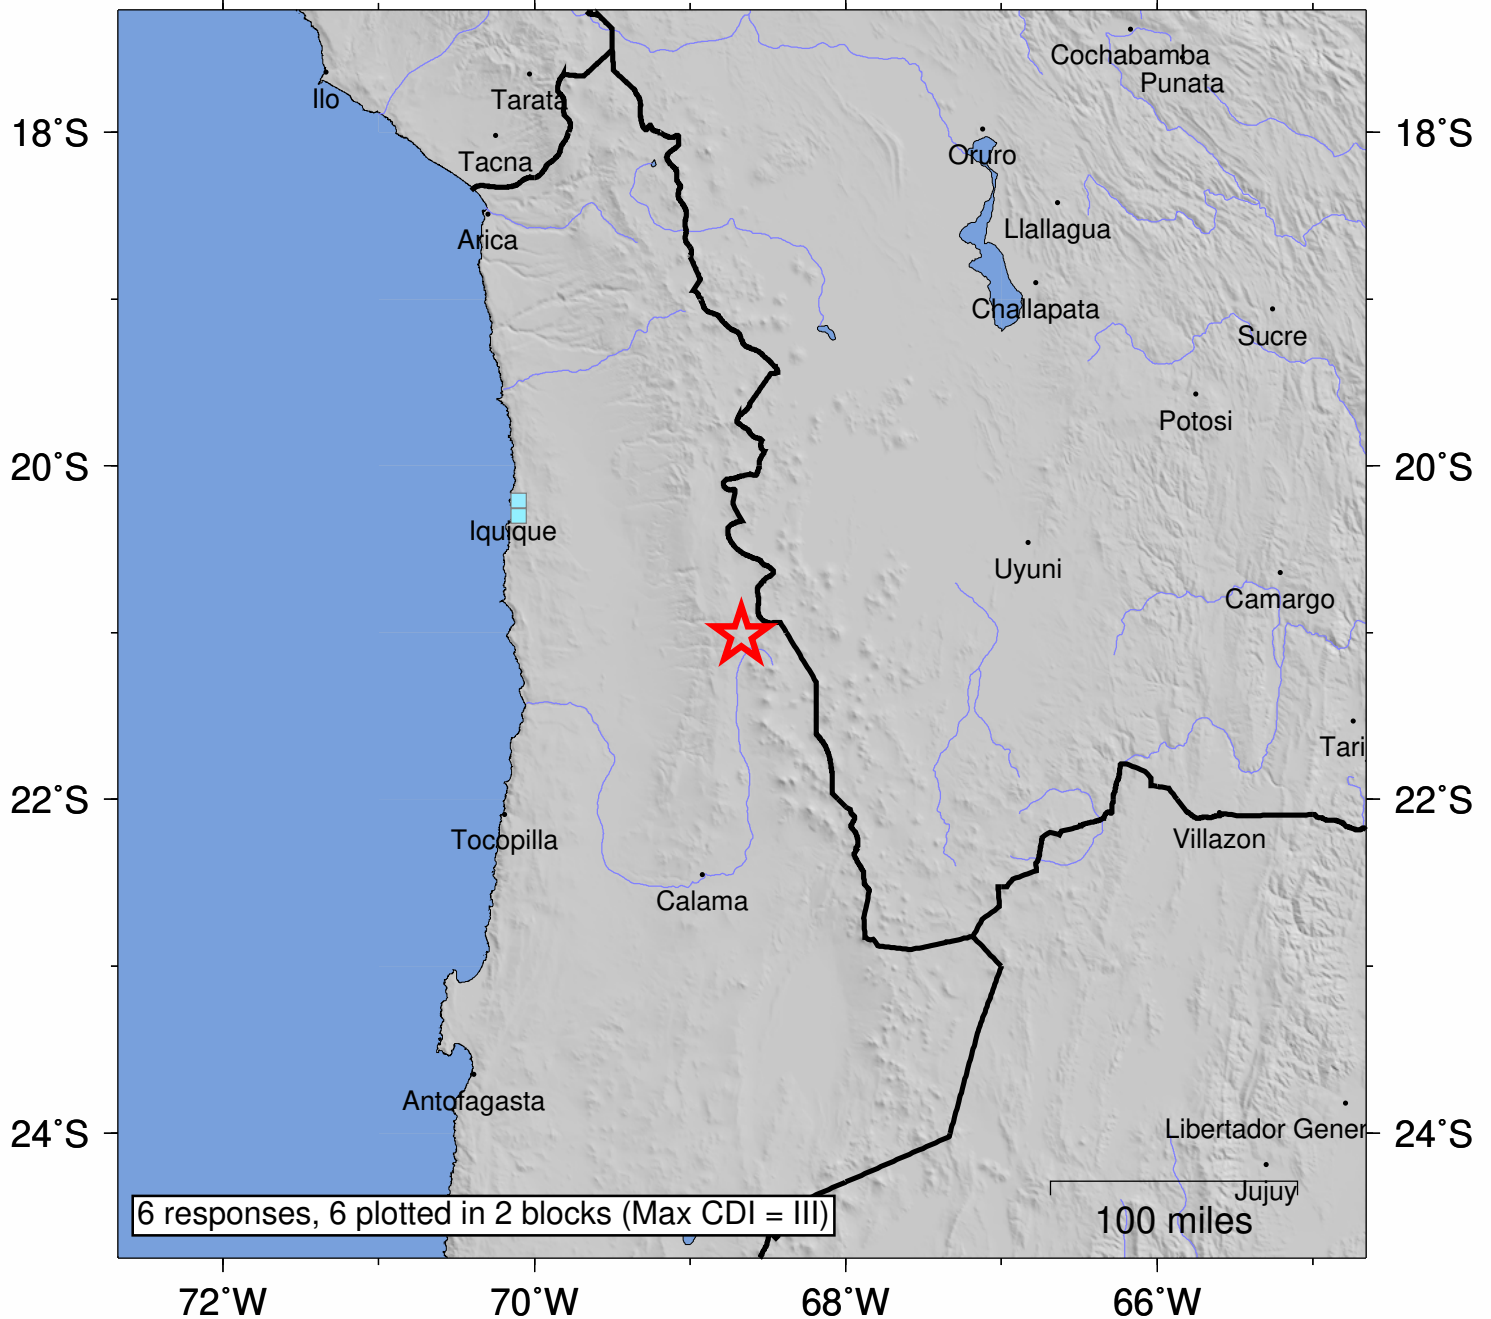 Cochabamba
Punata
Ilo
Tarata
18°S
18°S
Oruro
Tacna
Llallagua
Arica
Challapata
Sucre
Potosi
20°S
20°S
Iquique
Uyuni
Camargo
Tari
22°S
22°S
Tocopilla
Villazon
Calama
Antofagasta
Libertador Gener
24°S
24°S
Jujuy
6 responses, 6 plotted in 2 blocks (Max CDI = III)
100 miles
72°W
70°W
68°W
66°W